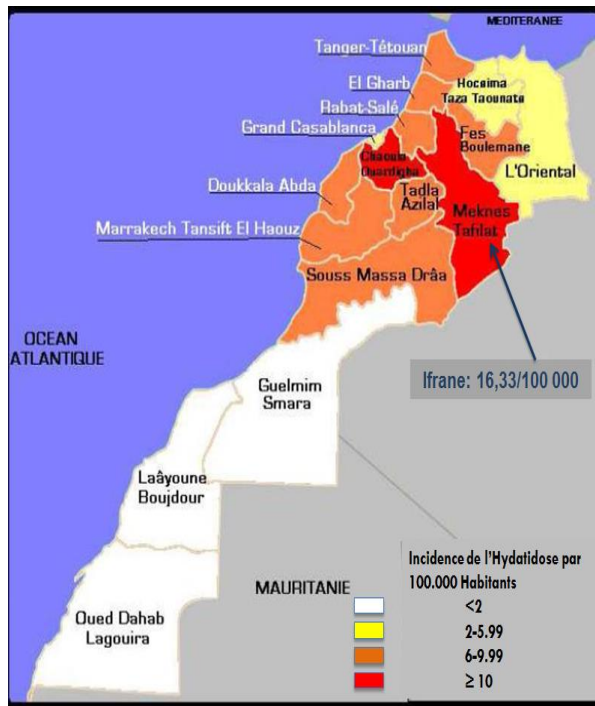 MEDITERANEE
Tanger-Tétouan
El Gharb
Hoceima
Taza Taounate
Rabat-Salé
Grand Casablanca
Fes
Boulemane
Chaouia
Ouardigha
L'Oriental
Doukkala Abda
Tadla
Azilal
Meknes
Tafilat
Marrakech Tansift El Haouz
Souss Massa Drâa
OCEAN
ATLANTIQUE
Ifrane: 16,33/100 000
Guelmim
Smara
Laâyoune
Boujdour
MAURITANIE
Oued Dahab
Lagouira
Incidence de l'Hydatidose par
100.000 Habitants
<2
2-5.99
6-9.99
≥ 10